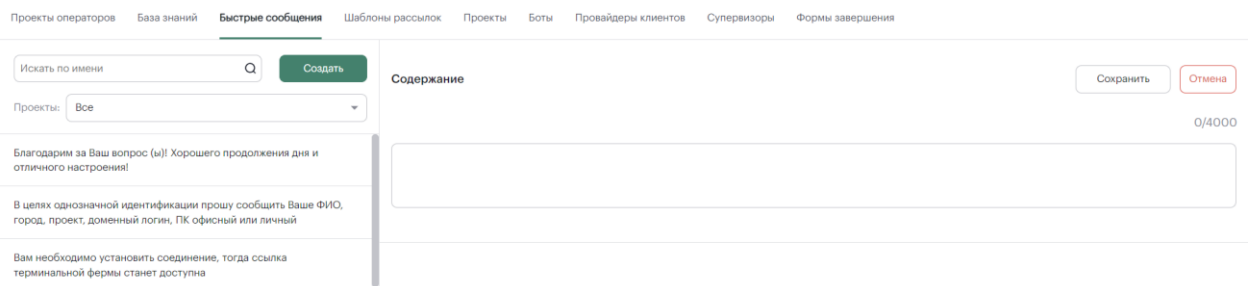 Проекты операторов База знаний Быстрые сообщения Шаблоны рассылок Проекты Боты Провайдеры клиентов Супервизоры Формы завершения
Искать по имени Создать
Проекты: Все
Благодарим за Ваш вопрос (ы)! Хорошего продолжения дня и
отличного настроения!
В целях однозначной идентификации прошу сообщить Ваше ФИО,
город, проект, доменный логин, ПК офисный или личный
Вам необходимо установить соединение, тогда ссылка
терминальной фермы станет доступна
Содержание Сохранить Отмена
0/4000